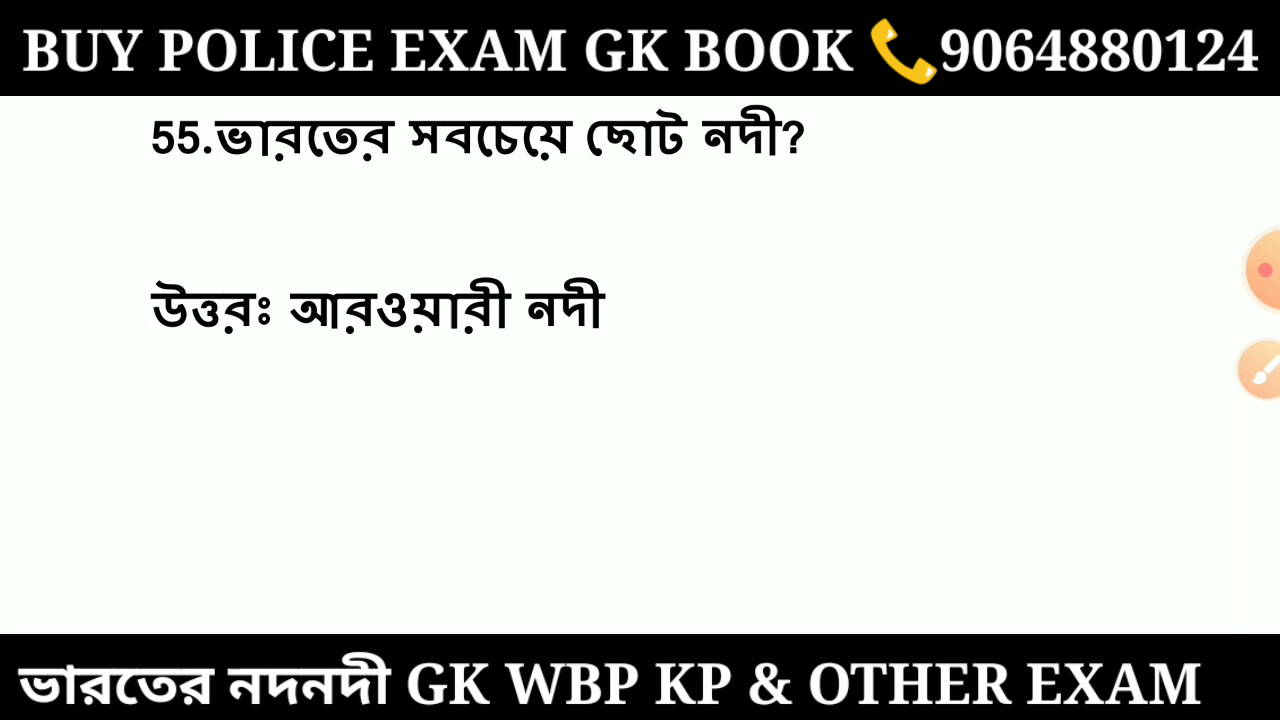 BUY POLICE EXAM GK BOOK 📞9064880124
55.ভারতের সবচেয়ে ছোট নদী?
উত্তরঃ আরওয়ারী নদী
ভারতের নদনদী GK WBP KP & OTHER EXAM